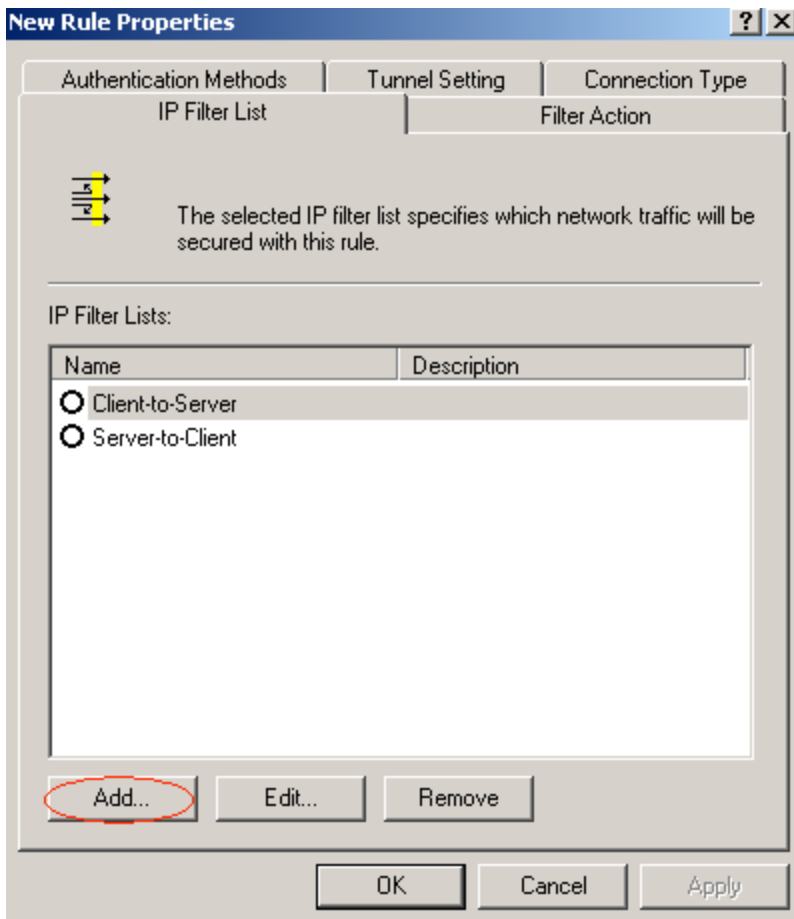 New Rule Properties
Authentication Methods Tunnel Setting Connection Type
IP Filter List Filter Action
The selected IP filter list specifies which network traffic will be
secured with this rule.
IP Filter Lists:
Name Description
Client-to-Server
Server-to-Client
Add... Edit... Remove
OK Cancel Apply